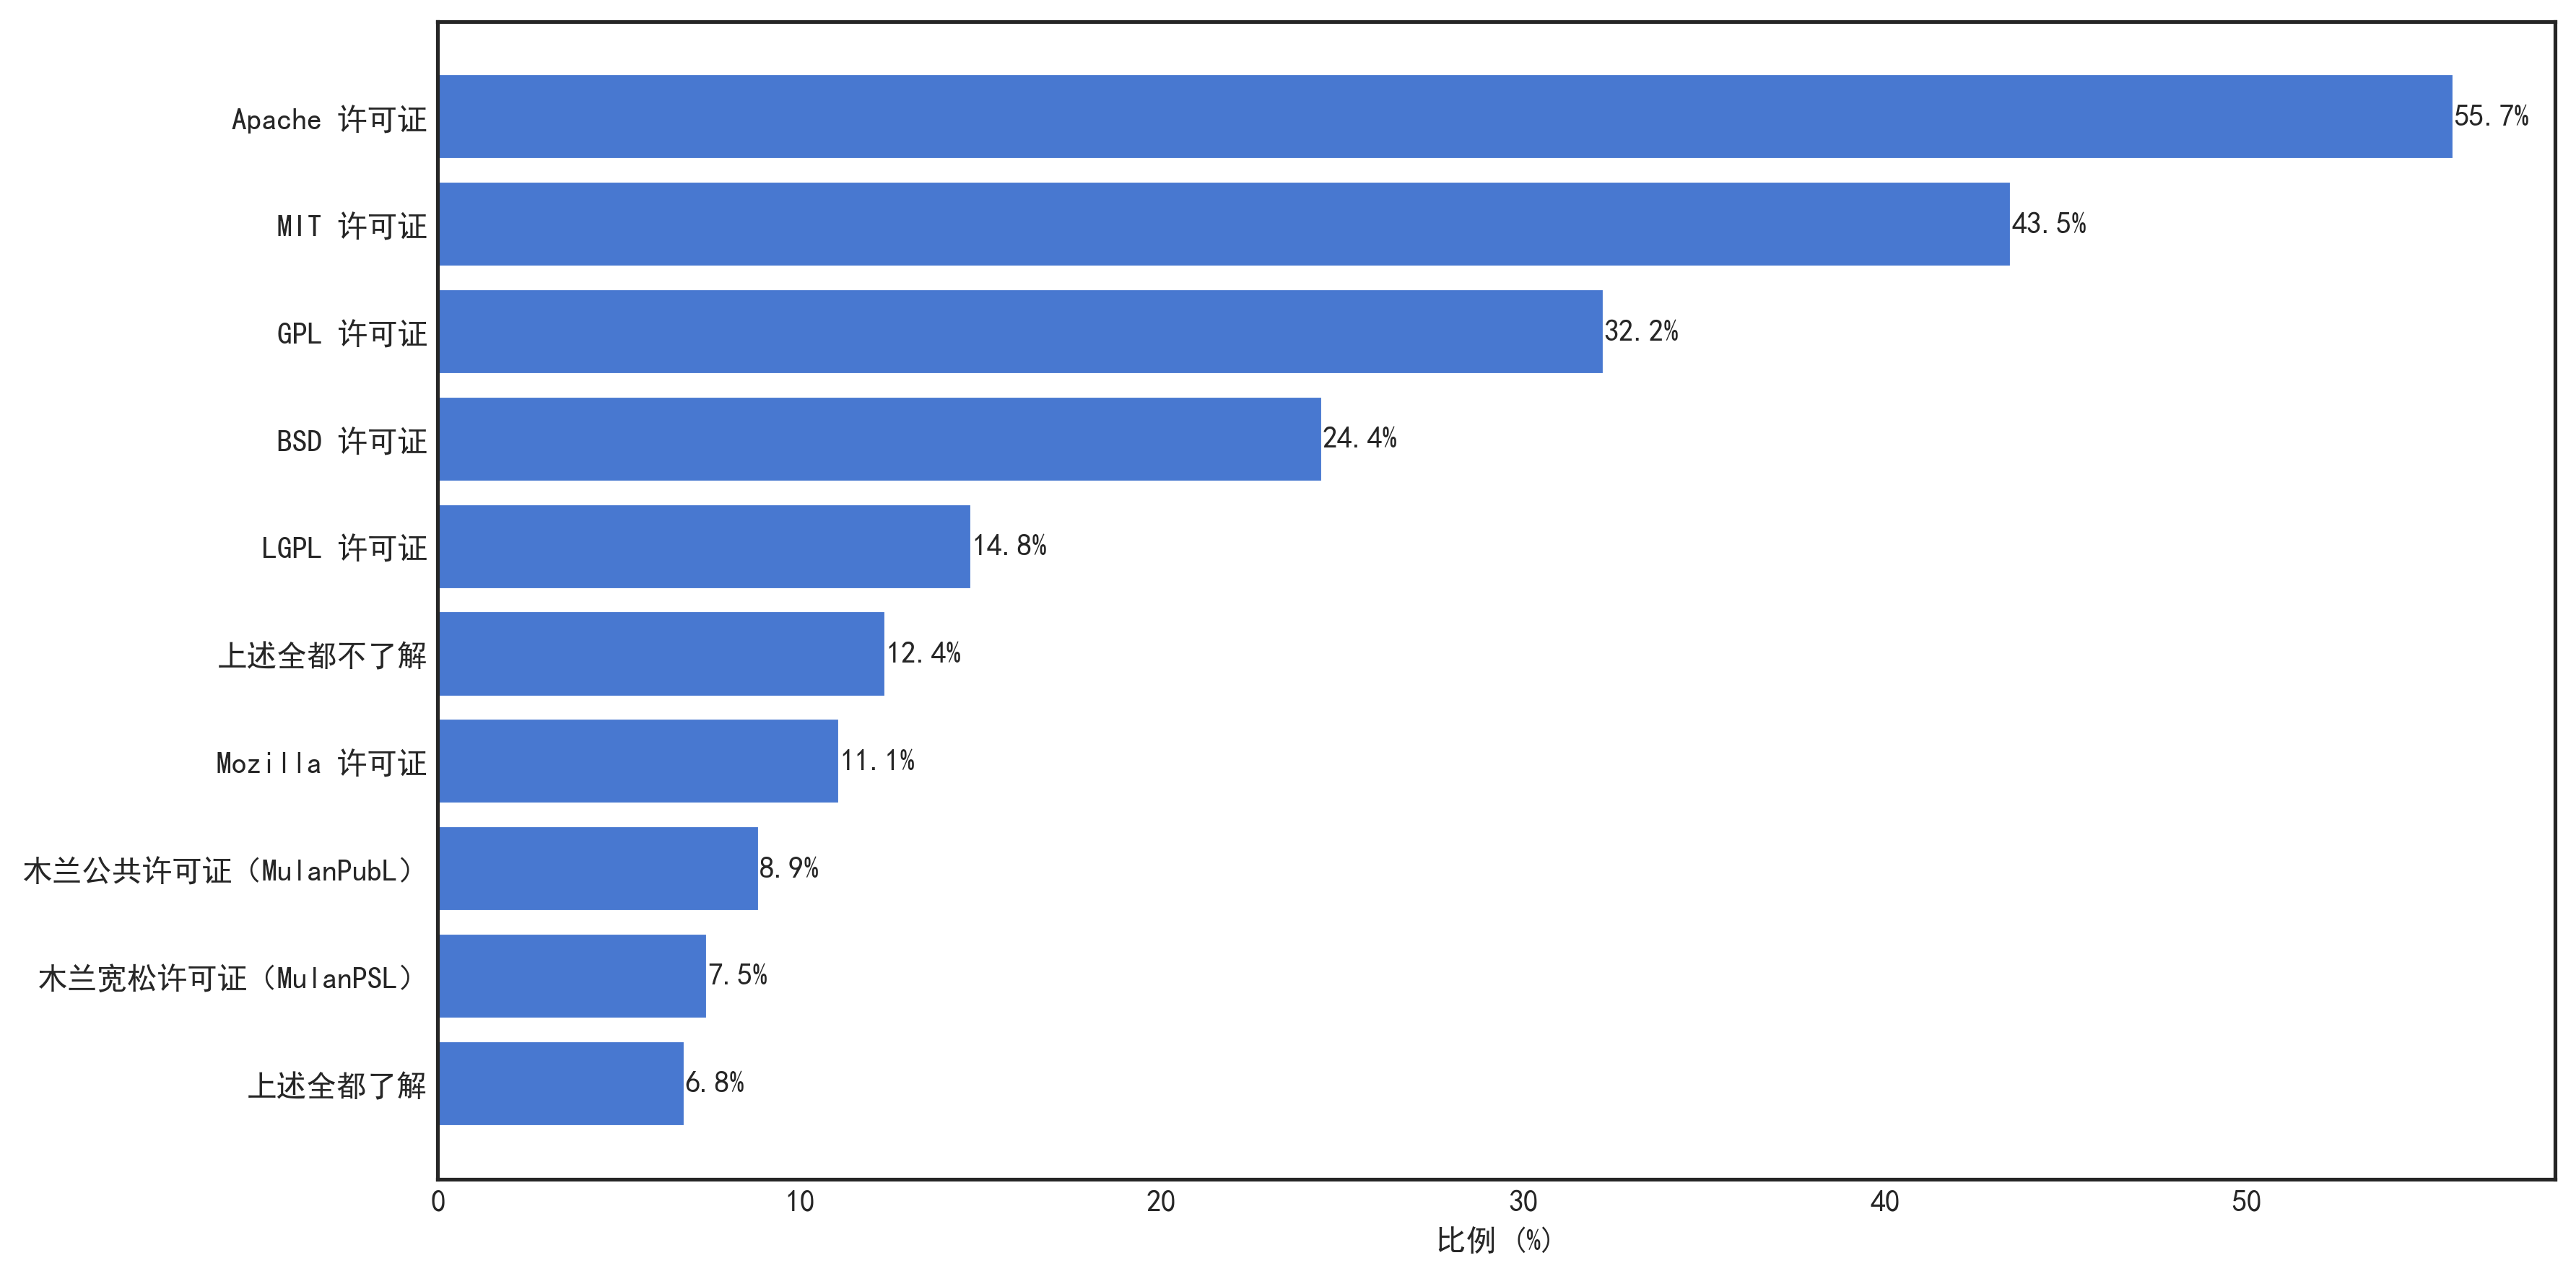 Apache 许可证
55.7%
MIT 许可证
43.5%
GPL 许可证
32.2%
BSD 许可证
24.4%
LGPL 许可证
14.8%
上述全都不了解
12.4%
Mozilla 许可证
11.1%
木兰公共许可证（MulanPubL）
8.9%
木兰宽松许可证（MulanPSL）
7.5%
上述全都了解
6.8%
0 10 20 30 40 50
比例 (%)